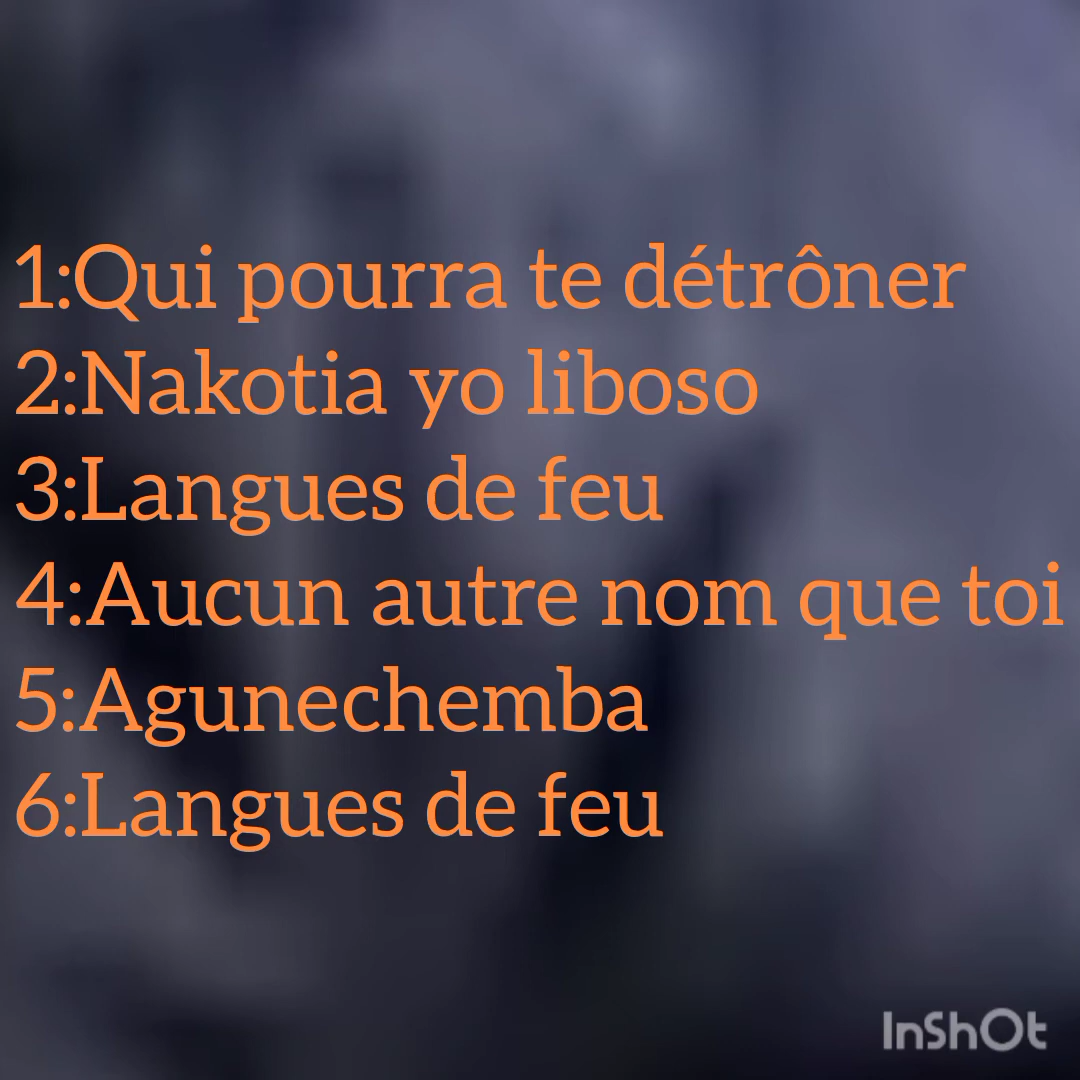 1:Qui pourra te détrôner
2:Nakotia yo liboso
3:Langues de feu
4:Aucun autre nom que toi
5:Agunechemba
6:Langues de feu
InShOt